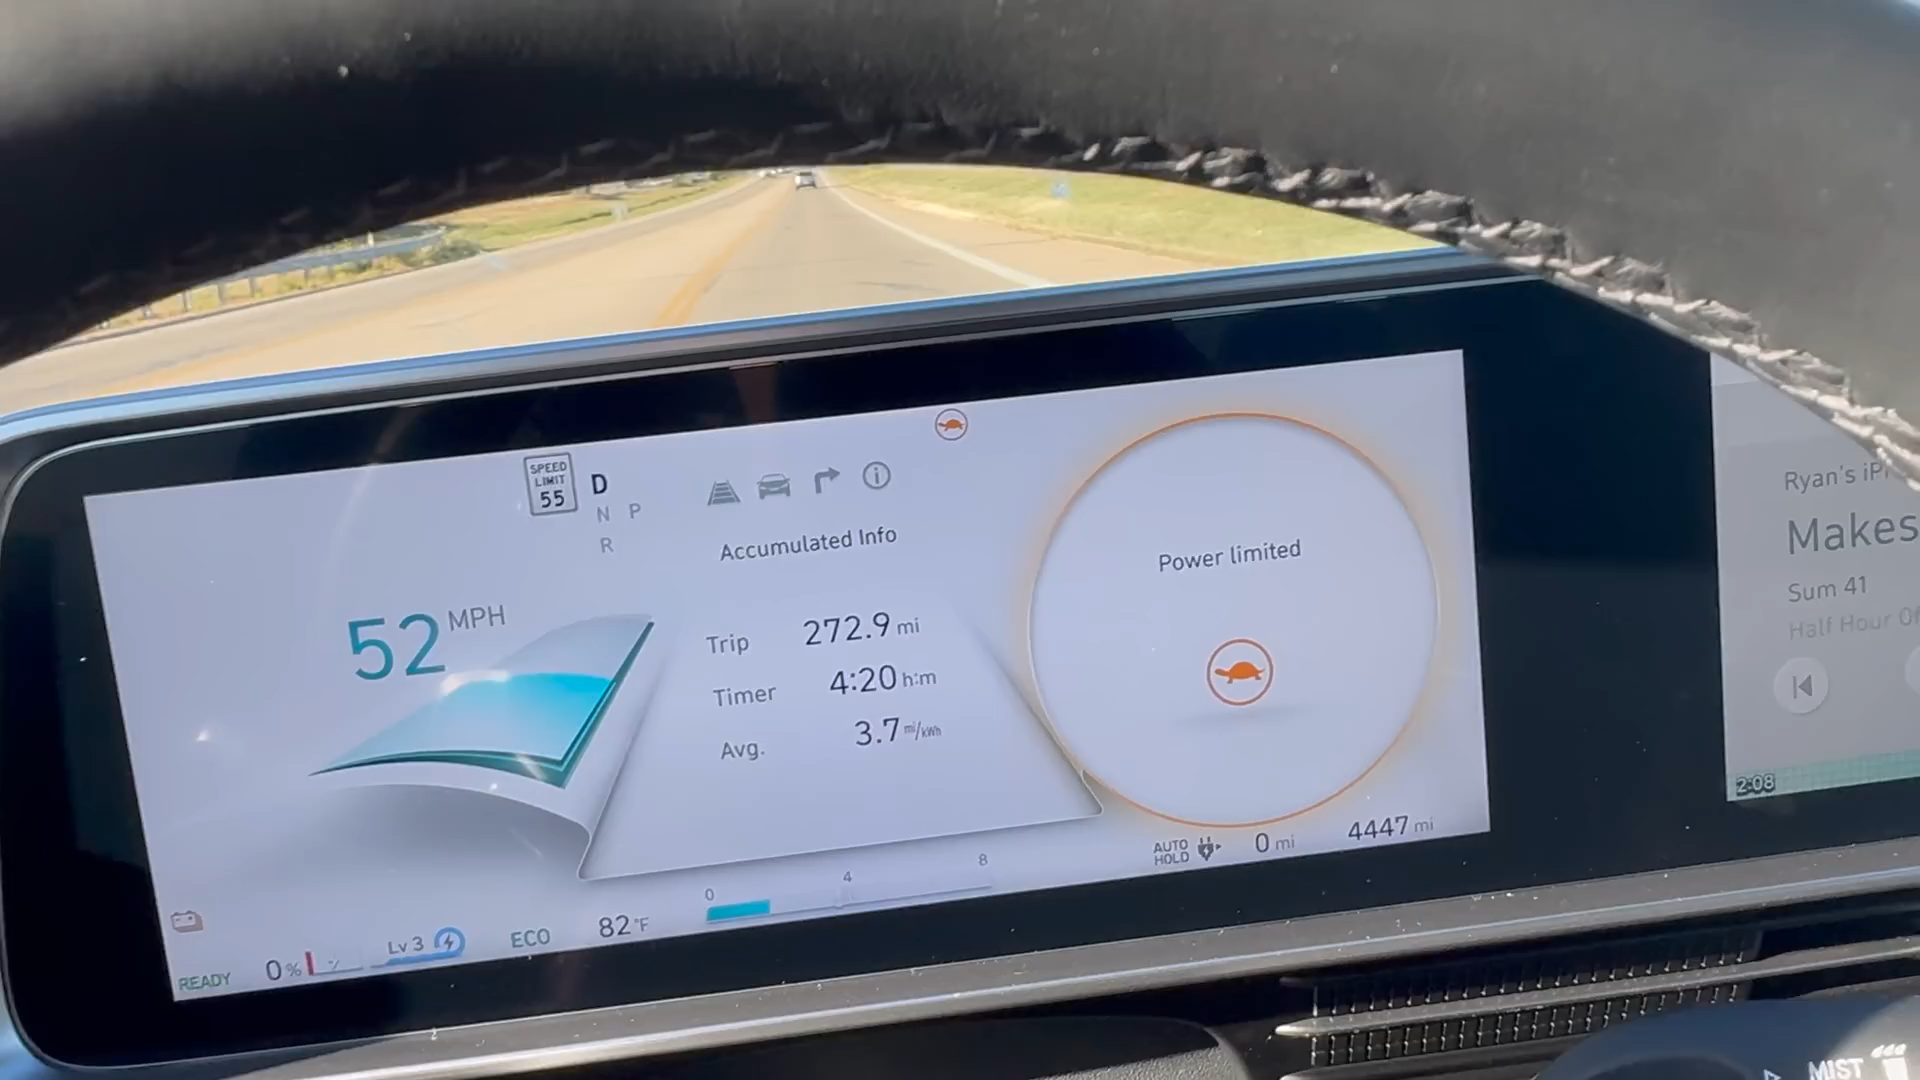 SPEED
LIMIT
55
D
N P
R
Accumulated Info
52 MPH
Trip 272.9 mi
Timer 4:20 h:m
Avg. 3.7 mi/kWh
Power limited
0 4 8
AUTO
HOLD
0 mi
4447 mi
READY
0 %
Lv 3
ECO
82 °F
Ryan's
Makes
Sum 41
Half Hour
2:08
MIST